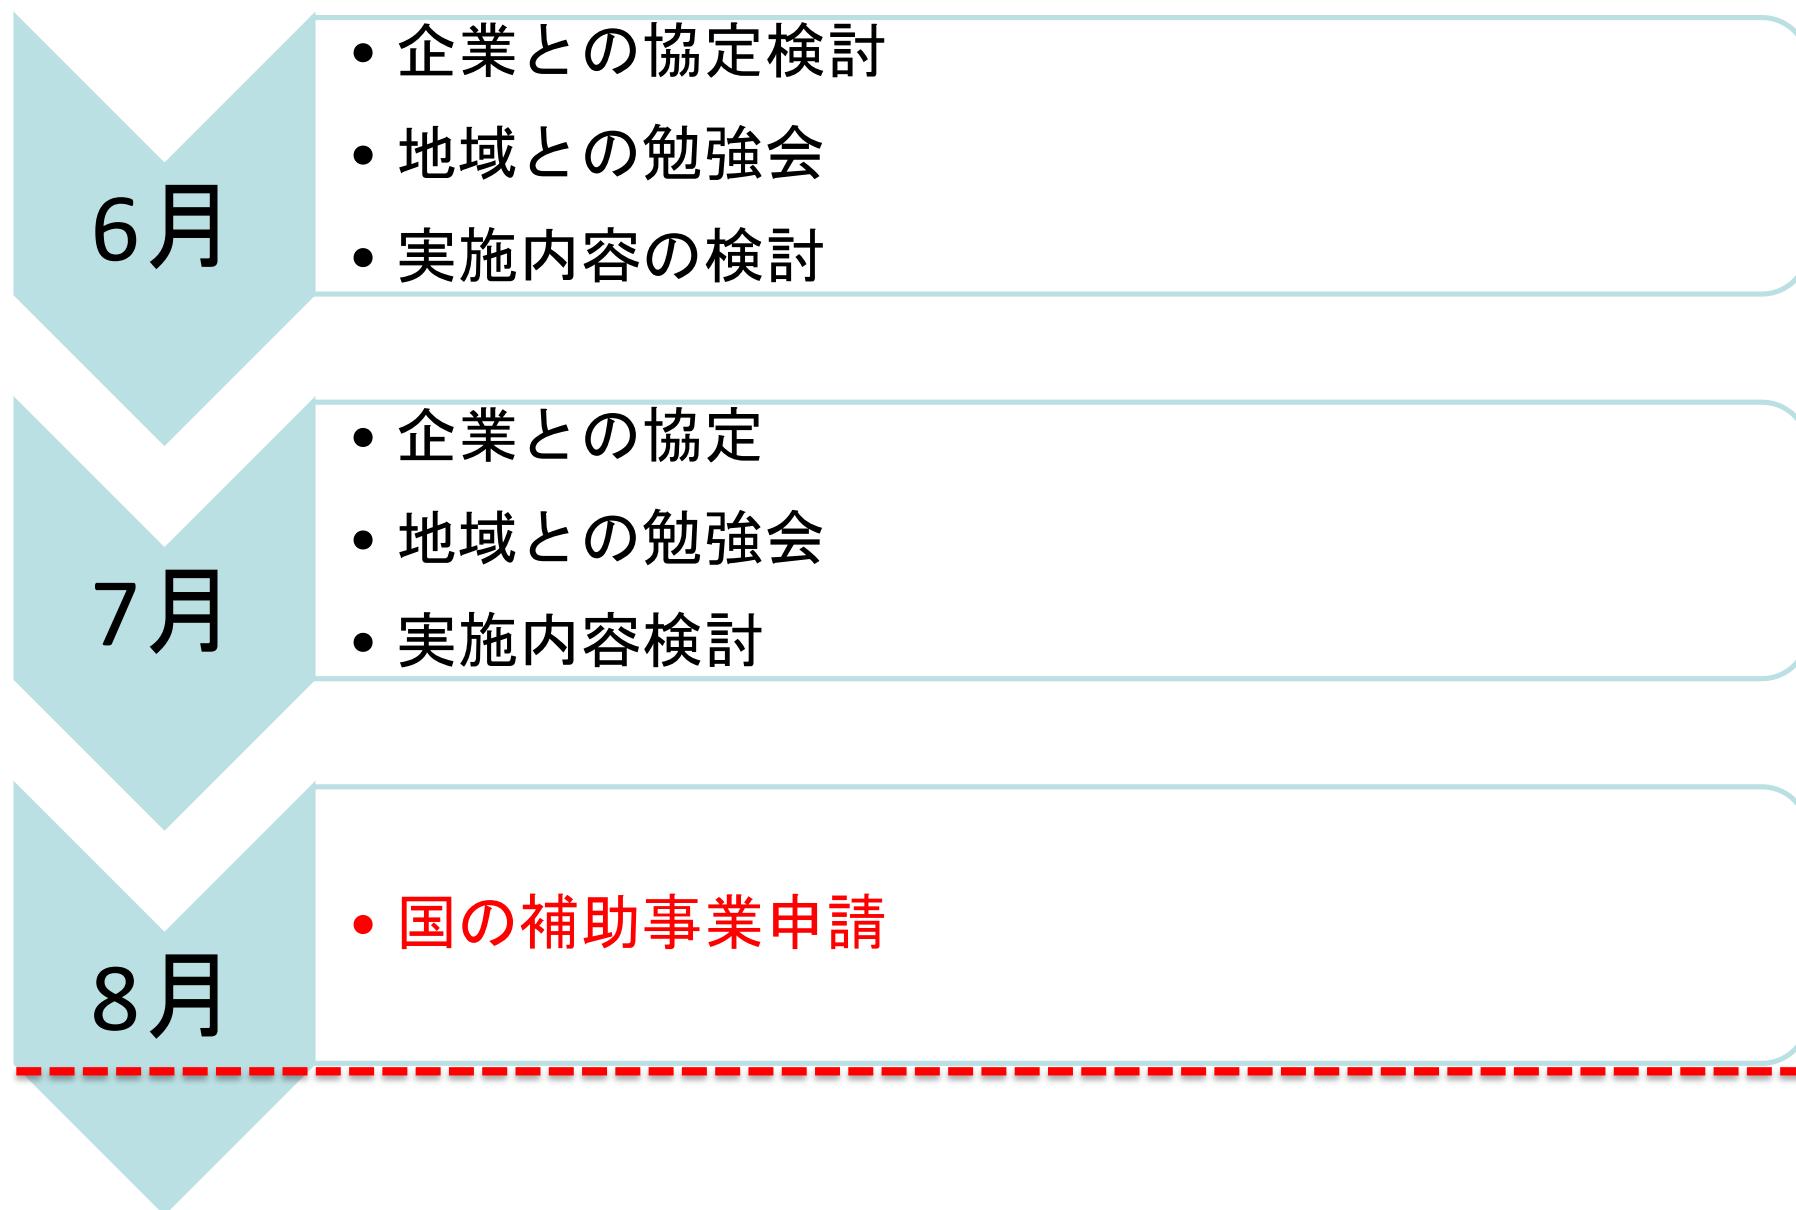 6月
• 企業との協定検討
• 地域との勉強会
• 実施内容の検討
7月
• 企業との協定
• 地域との勉強会
• 実施内容検討
8月
• 国の補助事業申請